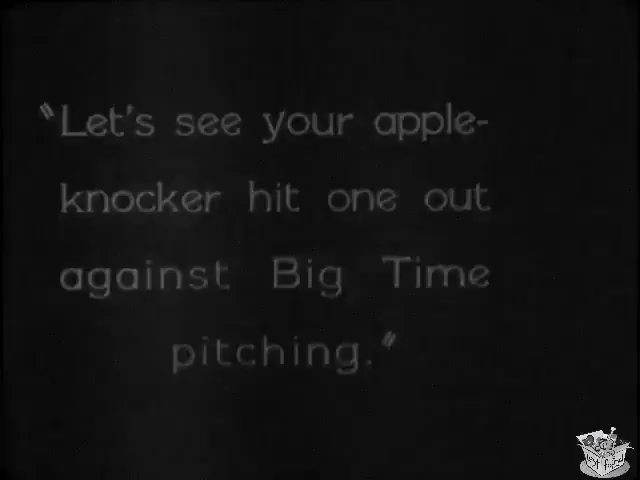 "Let's see your apple-
knocker hit one out
against Big Time
pitching."